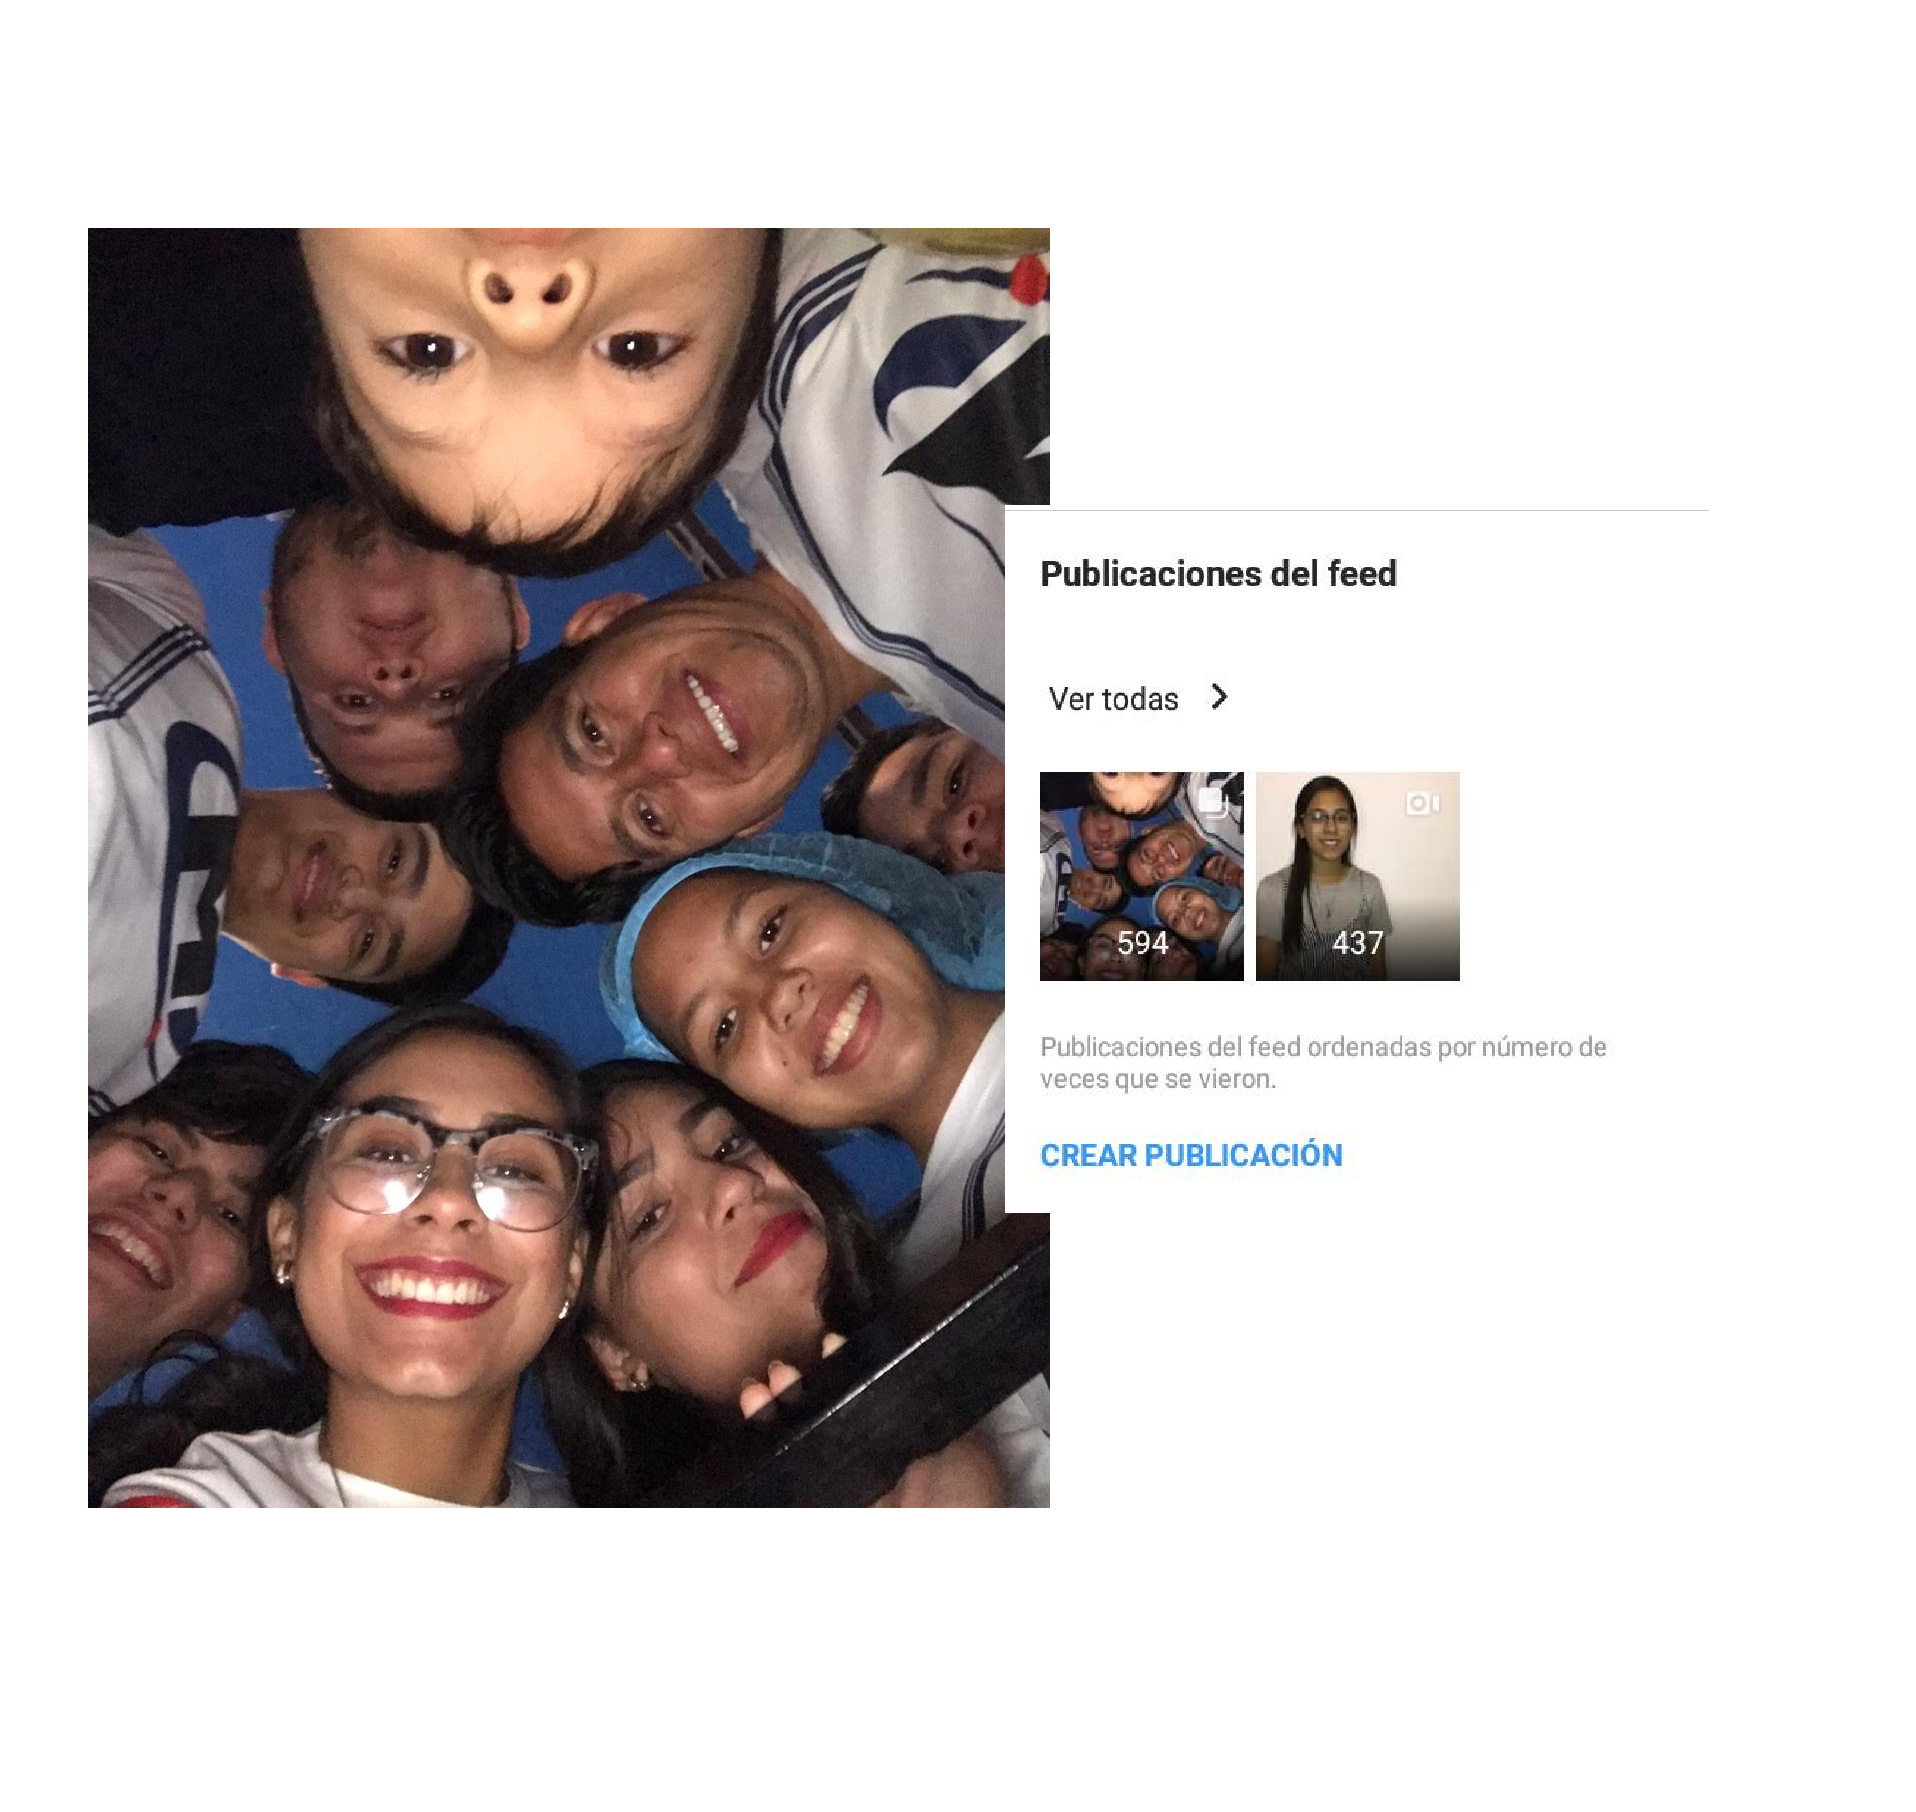 Publicaciones del feed
Ver todas
594
437
Publicaciones del feed ordenadas por número de
veces que se vieron.
CREAR PUBLICACIÓN